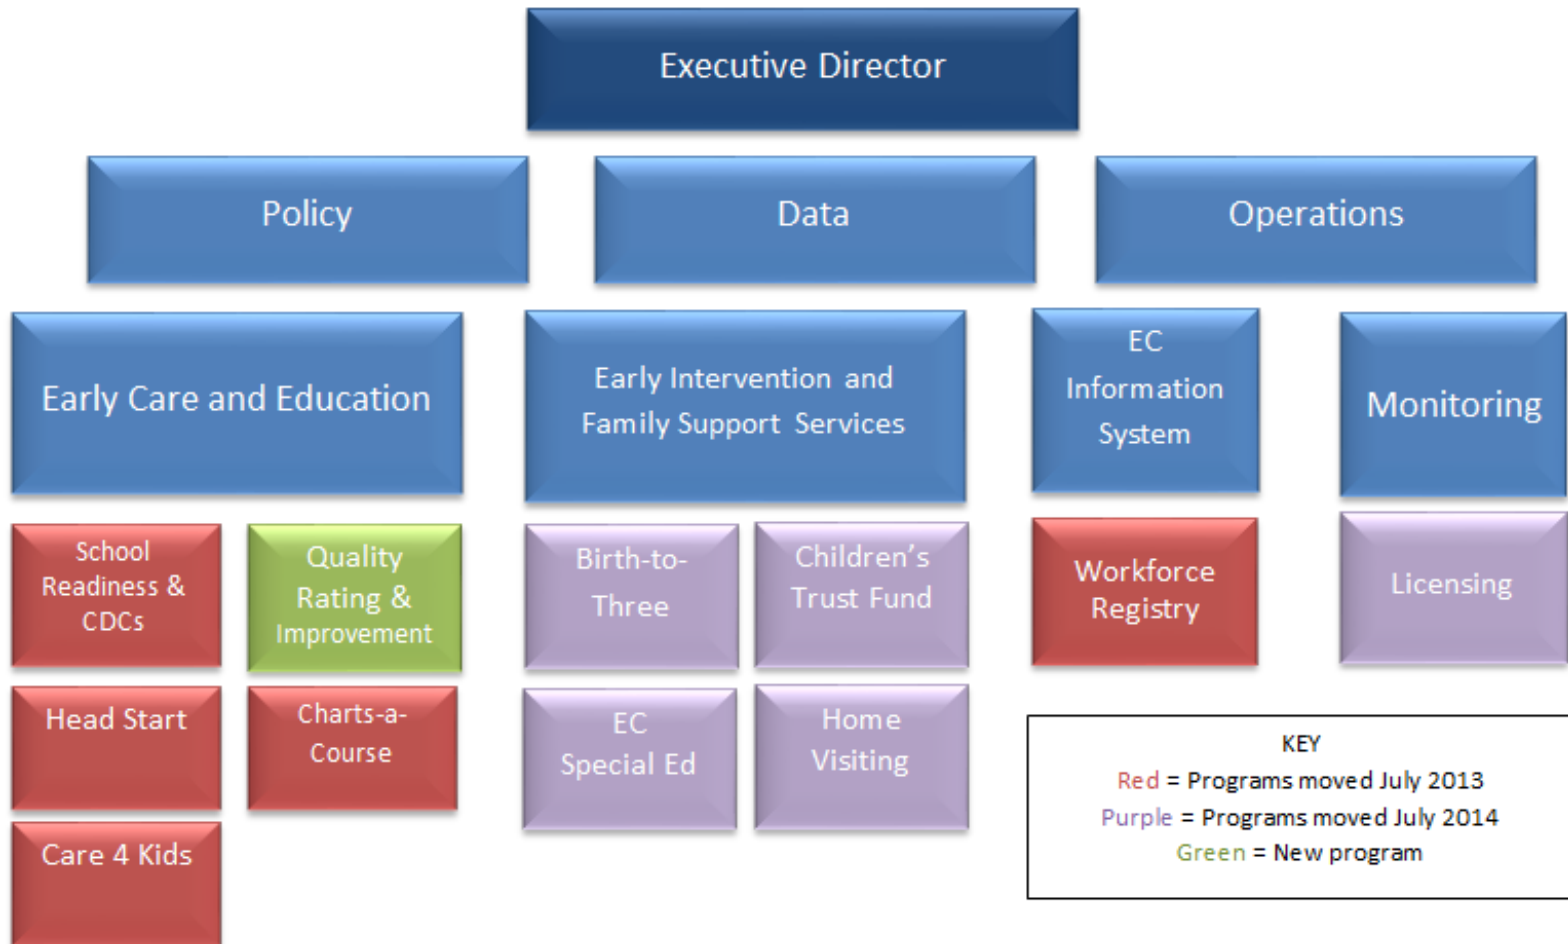 Executive Director
Policy
Data
Operations
Early Care and Education
Early Intervention and
Family Support Services
EC
Information
System
Monitoring
School
Readiness &
CDCs
Quality
Rating &
Improvement
Birth-to-
Three
Children’s
Trust Fund
Workforce
Registry
Licensing
Head Start
Charts-a-
Course
EC
Special Ed
Home
Visiting
Care 4 Kids
KEY
Red = Programs moved July 2013
Purple = Programs moved July 2014
Green = New program